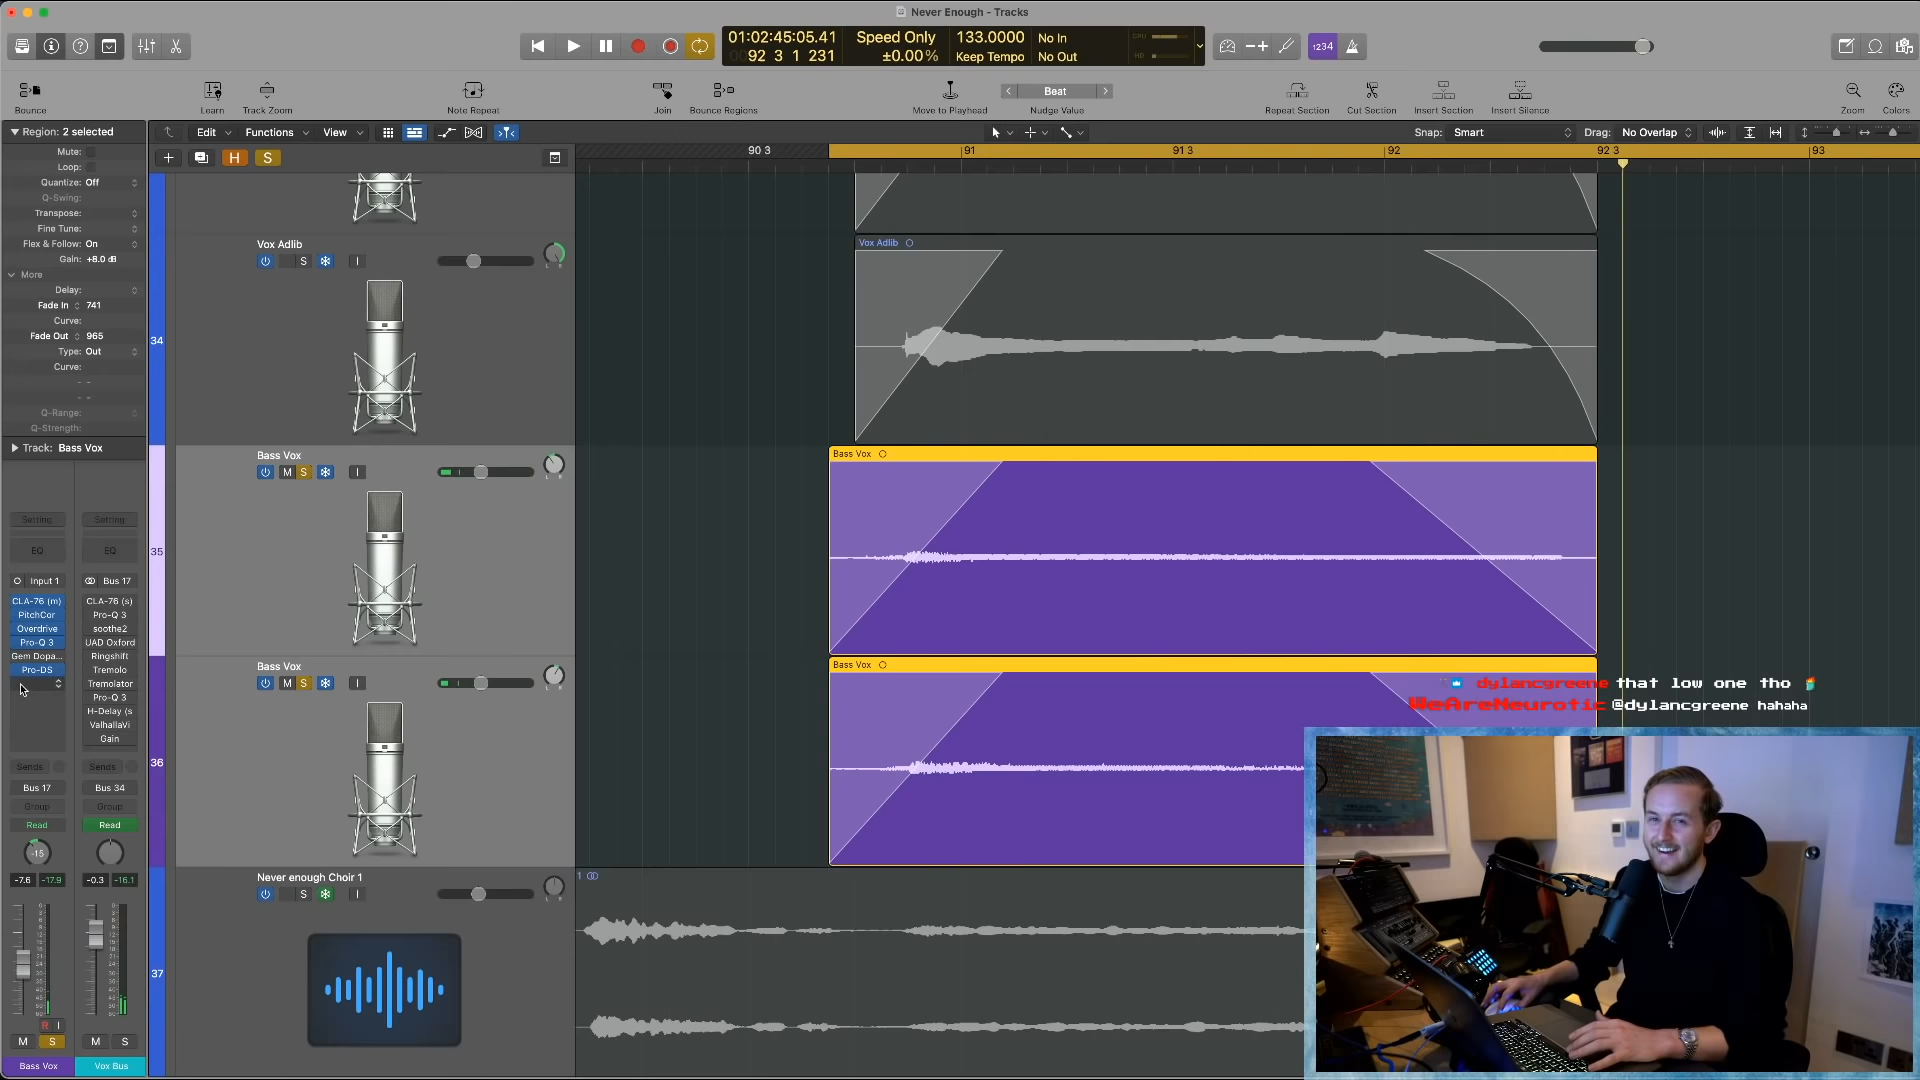 Never Enough - Tracks
01:02:45:05.41
92 3 1 231
Speed Only
±0.00%
133.0000
Keep Tempo
No In
No Out
CPU
HD
1234
Bounce
Learn
Track Zoom
Note Repeat
Join
Bounce Regions
Move to Playhead
Beat
Nudge Value
Repeat Section
Cut Section
Insert Section
Insert Silence
Zoom
Colors
Region: 2 selected
Edit
Functions
View
Snap: Smart
Drag: No Overlap
Mute:
Loop:
Quantize: Off
Q-Swing:
Transpose:
Fine Tune:
Flex & Follow: On
Gain: +8.0 dB
More
Delay:
Fade In 741
Curve:
Fade Out 965
Type: Out
Curve:
Q-Range:
Q-Strength:
Track: Bass Vox
H S
90 3
91
91 3
92
92 3
93
Vox Adlib
S I
34
Vox Adlib
Bass Vox
M S I
35
Bass Vox
Bass Vox
M S I
36
Bass Vox
Never enough Choir 1
S I
37
1
Setting
Setting
EQ
EQ
Input 1
Bus 17
CLA-76 (m)
PitchCor
Overdrive
Pro-Q 3
Gem Dopa...
Pro-DS
CLA-76 (s)
Pro-Q 3
soothe2
UAD Oxford
Ringshift
Tremolo
Tremolator
Pro-Q 3
H-Delay (s
ValhallaVi
Gain
Sends
Sends
Bus 17
Bus 34
Group
Group
Read
Read
-15
-7.6 -17.9
-0.3 -16.1
R I
M S
M S
Bass Vox
Vox Bus
dylancgreene that low one tho
WeAreNeurotic @dylancgreene hahaha